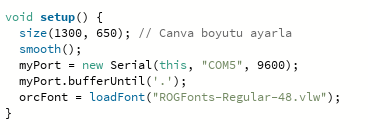 void setup() {
  size(1300, 650); // Canva boyutu ayarla
  smooth();
  myPort = new Serial(this, "COM5", 9600);
  myPort.bufferUntil('.');
  orcFont = loadFont("ROGFonts-Regular-48.vlw");
}